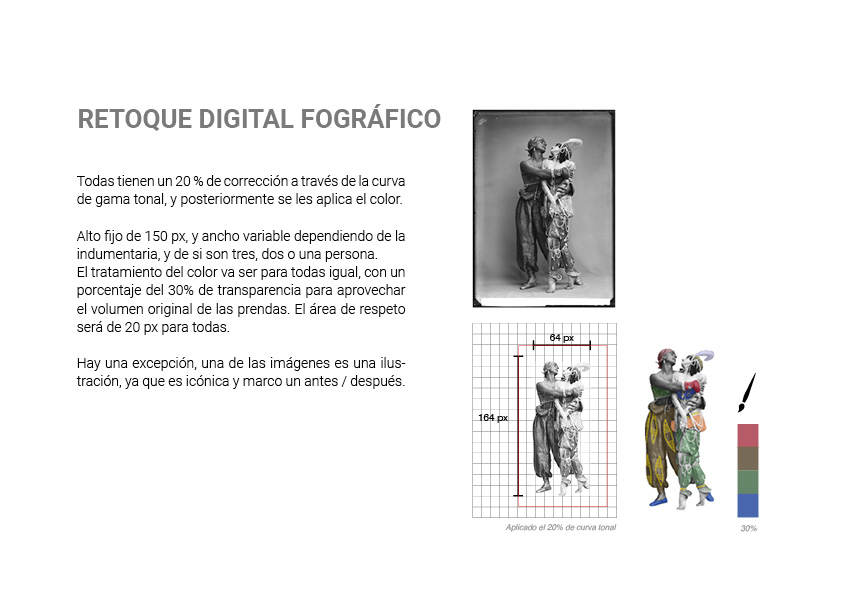 RETOQUE DIGITAL FOGRÁFICO
Todas tienen un 20 % de corrección a través de la curva
de gama tonal, y posteriormente se les aplica el color.
Alto fijo de 150 px, y ancho variable dependiendo de la
indumentaria, y de si son tres, dos o una persona.
El tratamiento del color va ser para todas igual, con un
porcentaje del 30% de transparencia para aprovechar
el volumen original de las prendas. El área de respeto
será de 20 px para todas.
Hay una excepción, una de las imágenes es una ilus-
tración, ya que es icónica y marco un antes / después.
64 px
164 px
Aplicado el 20% de curva tonal
30%